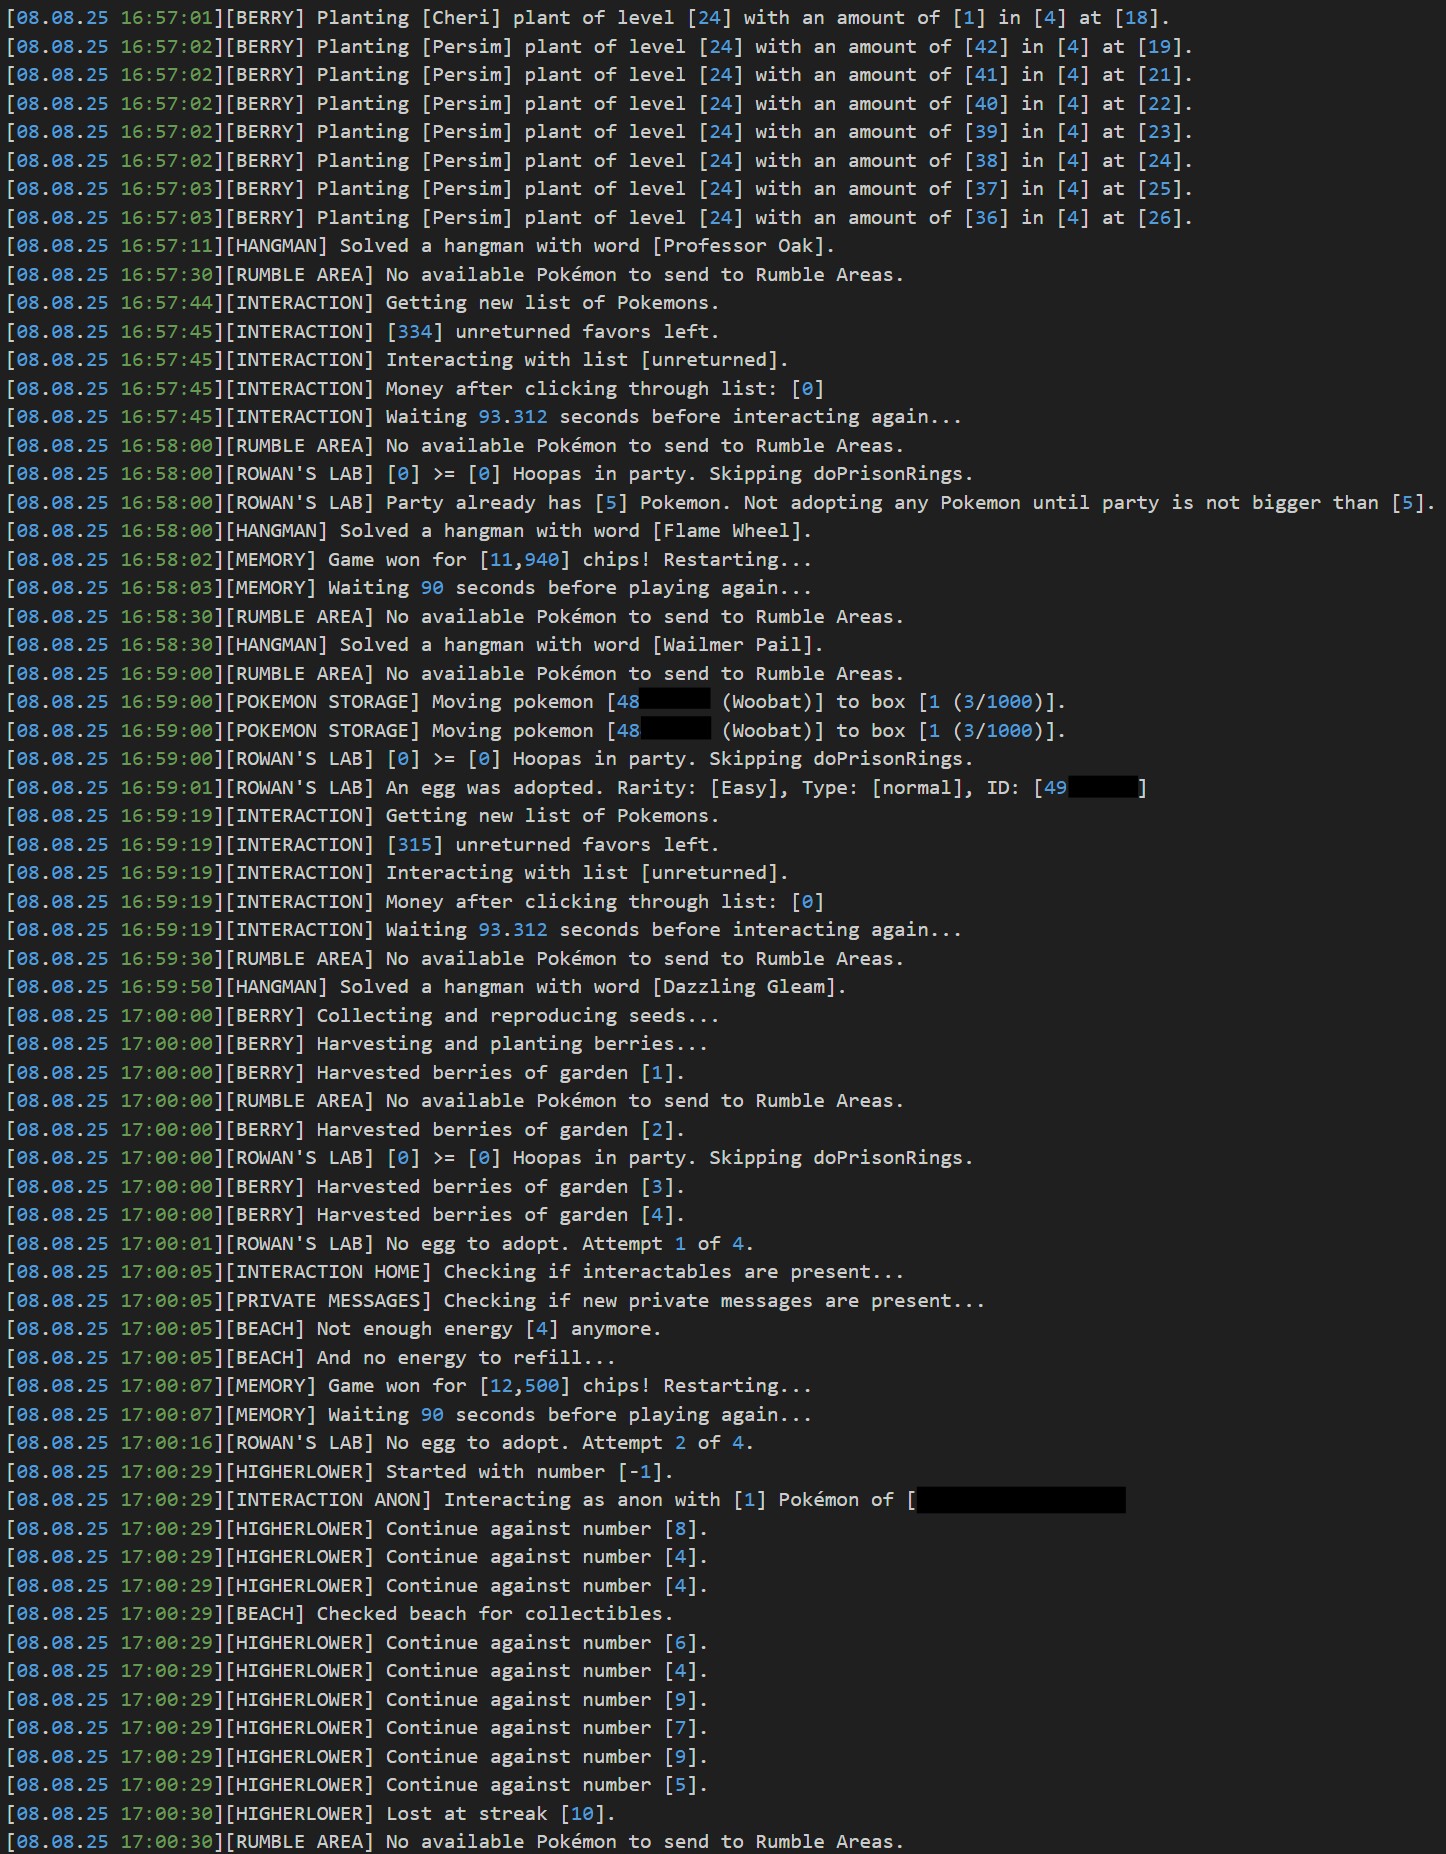 [08.08.25 16:57:01][BERRY] Planting [Cheri] plant of level [24] with an amount of [1] in [4] at [18].
[08.08.25 16:57:02][BERRY] Planting [Persim] plant of level [24] with an amount of [42] in [4] at [19].
[08.08.25 16:57:02][BERRY] Planting [Persim] plant of level [24] with an amount of [41] in [4] at [21].
[08.08.25 16:57:02][BERRY] Planting [Persim] plant of level [24] with an amount of [40] in [4] at [22].
[08.08.25 16:57:02][BERRY] Planting [Persim] plant of level [24] with an amount of [39] in [4] at [23].
[08.08.25 16:57:02][BERRY] Planting [Persim] plant of level [24] with an amount of [38] in [4] at [24].
[08.08.25 16:57:03][BERRY] Planting [Persim] plant of level [24] with an amount of [37] in [4] at [25].
[08.08.25 16:57:03][BERRY] Planting [Persim] plant of level [24] with an amount of [36] in [4] at [26].
[08.08.25 16:57:11][HANGMAN] Solved a hangman with word [Professor Oak].
[08.08.25 16:57:30][RUMBLE AREA] No available Pokémon to send to Rumble Areas.
[08.08.25 16:57:44][INTERACTION] Getting new list of Pokemons.
[08.08.25 16:57:45][INTERACTION] [334] unreturned favors left.
[08.08.25 16:57:45][INTERACTION] Interacting with list [unreturned].
[08.08.25 16:57:45][INTERACTION] Money after clicking through list: [0]
[08.08.25 16:57:45][INTERACTION] Waiting 93.312 seconds before interacting again...
[08.08.25 16:58:00][RUMBLE AREA] No available Pokémon to send to Rumble Areas.
[08.08.25 16:58:00][ROWAN'S LAB] [0] >= [0] Hoopas in party. Skipping doPrisonRings.
[08.08.25 16:58:00][ROWAN'S LAB] Party already has [5] Pokemon. Not adopting any Pokemon until party is not bigger than [5].
[08.08.25 16:58:00][HANGMAN] Solved a hangman with word [Flame Wheel].
[08.08.25 16:58:02][MEMORY] Game won for [11,940] chips! Restarting...
[08.08.25 16:58:03][MEMORY] Waiting 90 seconds before playing again...
[08.08.25 16:58:30][RUMBLE AREA] No available Pokémon to send to Rumble Areas.
[08.08.25 16:58:30][HANGMAN] Solved a hangman with word [Wailmer Pail].
[08.08.25 16:59:00][RUMBLE AREA] No available Pokémon to send to Rumble Areas.
[08.08.25 16:59:00][POKEMON STORAGE] Moving pokemon [48 (Woobat)] to box [1 (3/1000)].
[08.08.25 16:59:00][POKEMON STORAGE] Moving pokemon [48 (Woobat)] to box [1 (3/1000)].
[08.08.25 16:59:00][ROWAN'S LAB] [0] >= [0] Hoopas in party. Skipping doPrisonRings.
[08.08.25 16:59:01][ROWAN'S LAB] An egg was adopted. Rarity: [Easy], Type: [normal], ID: [49 ]
[08.08.25 16:59:19][INTERACTION] Getting new list of Pokemons.
[08.08.25 16:59:19][INTERACTION] [315] unreturned favors left.
[08.08.25 16:59:19][INTERACTION] Interacting with list [unreturned].
[08.08.25 16:59:19][INTERACTION] Money after clicking through list: [0]
[08.08.25 16:59:19][INTERACTION] Waiting 93.312 seconds before interacting again...
[08.08.25 16:59:30][RUMBLE AREA] No available Pokémon to send to Rumble Areas.
[08.08.25 16:59:50][HANGMAN] Solved a hangman with word [Dazzling Gleam].
[08.08.25 17:00:00][BERRY] Collecting and reproducing seeds...
[08.08.25 17:00:00][BERRY] Harvesting and planting berries...
[08.08.25 17:00:00][BERRY] Harvested berries of garden [1].
[08.08.25 17:00:00][RUMBLE AREA] No available Pokémon to send to Rumble Areas.
[08.08.25 17:00:00][BERRY] Harvested berries of garden [2].
[08.08.25 17:00:00][ROWAN'S LAB] [0] >= [0] Hoopas in party. Skipping doPrisonRings.
[08.08.25 17:00:00][BERRY] Harvested berries of garden [3].
[08.08.25 17:00:00][BERRY] Harvested berries of garden [4].
[08.08.25 17:00:01][ROWAN'S LAB] No egg to adopt. Attempt 1 of 4.
[08.08.25 17:00:05][INTERACTION HOME] Checking if interactables are present...
[08.08.25 17:00:05][PRIVATE MESSAGES] Checking if new private messages are present...
[08.08.25 17:00:05][BEACH] Not enough energy [4] anymore.
[08.08.25 17:00:05][BEACH] And no energy to refill...
[08.08.25 17:00:07][MEMORY] Game won for [12,500] chips! Restarting...
[08.08.25 17:00:07][MEMORY] Waiting 90 seconds before playing again...
[08.08.25 17:00:16][ROWAN'S LAB] No egg to adopt. Attempt 2 of 4.
[08.08.25 17:00:29][HIGHERLOWER] Started with number [-1].
[08.08.25 17:00:29][INTERACTION ANON] Interacting as anon with [1] Pokémon of [
[08.08.25 17:00:29][HIGHERLOWER] Continue against number [8].
[08.08.25 17:00:29][HIGHERLOWER] Continue against number [4].
[08.08.25 17:00:29][HIGHERLOWER] Continue against number [4].
[08.08.25 17:00:29][BEACH] Checked beach for collectibles.
[08.08.25 17:00:29][HIGHERLOWER] Continue against number [6].
[08.08.25 17:00:29][HIGHERLOWER] Continue against number [4].
[08.08.25 17:00:29][HIGHERLOWER] Continue against number [9].
[08.08.25 17:00:29][HIGHERLOWER] Continue against number [7].
[08.08.25 17:00:29][HIGHERLOWER] Continue against number [9].
[08.08.25 17:00:29][HIGHERLOWER] Continue against number [5].
[08.08.25 17:00:30][HIGHERLOWER] Lost at streak [10].
[08.08.25 17:00:30][RUMBLE AREA] No available Pokémon to send to Rumble Areas.